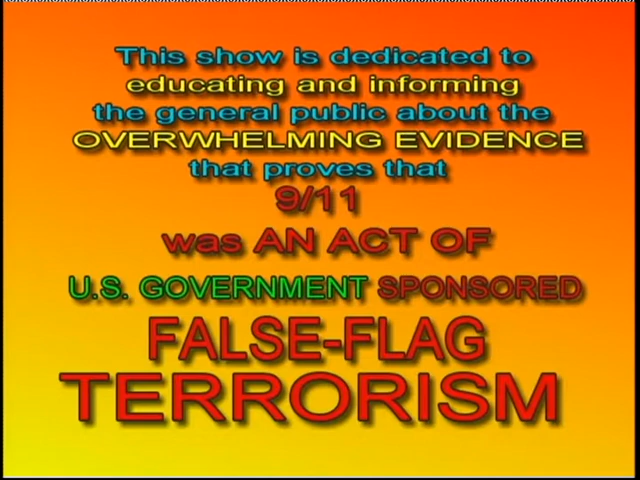 This show is dedicated to
educating and informing
the general public about the
OVERWHELMING EVIDENCE
that proves that
9/11
was AN ACT OF
U.S. GOVERNMENT SPONSORED
FALSE-FLAG
TERRORISM